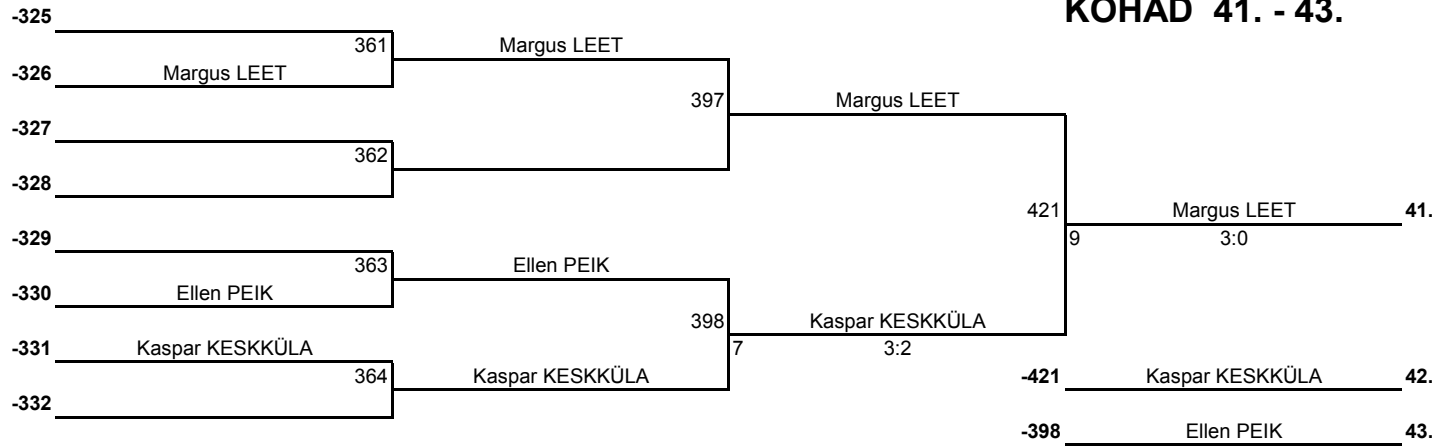 KOHAD 41. - 43.
-325
361 Margus LEET
-326 Margus LEET
397 Margus LEET
-327
362
-328
421 Margus LEET 41.
-329
9 3:0
363 Ellen PEIK
-330 Ellen PEIK
398 Kaspar KESKKÜLA
-331 Kaspar KESKKÜLA
7 3:2
364 Kaspar KESKKÜLA
-421 Kaspar KESKKÜLA 42.
-332
-398 Ellen PEIK 43.